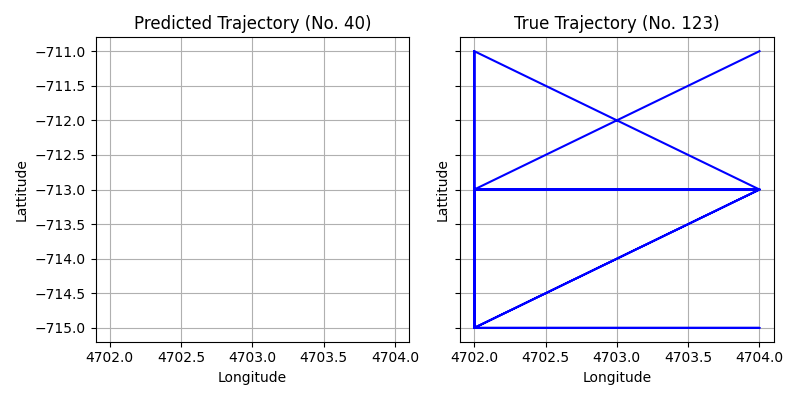 Predicted Trajectory (No. 40)
−711.0
−711.5
−712.0
−712.5
−713.0
−713.5
−714.0
−714.5
−715.0
Lattitude
4702.0 4702.5 4703.0 4703.5 4704.0
Longitude
True Trajectory (No. 123)
Lattitude
4702.0 4702.5 4703.0 4703.5 4704.0
Longitude